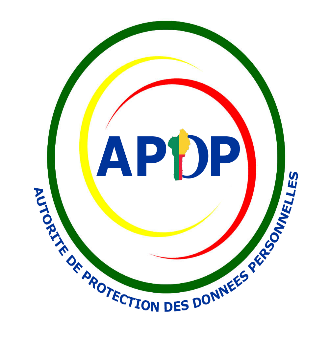 APDP
AUTORITE DE PROTECTION DES DONNEES PERSONNELLES